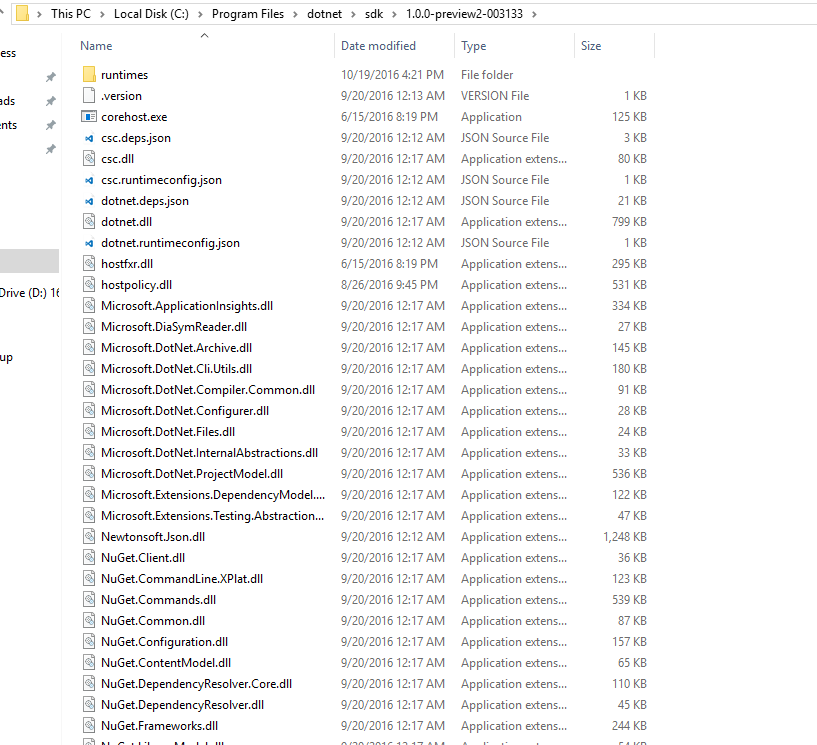 This PC > Local Disk (C:) > Program Files > dotnet > sdk > 1.0.0-preview2-003133 >
Name Date modified Type Size
ess
runtimes 10/19/2016 4:21 PM File folder
.version 9/20/2016 12:13 AM VERSION File 1 KB
ads
corehost.exe 6/15/2016 8:19 PM Application 125 KB
ents
csc.deps.json 9/20/2016 12:12 AM JSON Source File 3 KB
csc.dll 9/20/2016 12:17 AM Application extens... 80 KB
csc.runtimeconfig.json 9/20/2016 12:12 AM JSON Source File 1 KB
dotnet.deps.json 9/20/2016 12:12 AM JSON Source File 21 KB
dotnet.dll 9/20/2016 12:17 AM Application extens... 799 KB
dotnet.runtimeconfig.json 9/20/2016 12:12 AM JSON Source File 1 KB
hostfxr.dll 6/15/2016 8:19 PM Application extens... 295 KB
hostpolicy.dll 8/26/2016 9:45 PM Application extens... 531 KB
Drive (D:) 16
Microsoft.ApplicationInsights.dll 9/20/2016 12:17 AM Application extens... 334 KB
Microsoft.DiaSymReader.dll 9/20/2016 12:17 AM Application extens... 27 KB
Microsoft.DotNet.Archive.dll 9/20/2016 12:17 AM Application extens... 145 KB
up
Microsoft.DotNet.Cli.Utils.dll 9/20/2016 12:17 AM Application extens... 180 KB
Microsoft.DotNet.Compiler.Common.dll 9/20/2016 12:17 AM Application extens... 91 KB
Microsoft.DotNet.Configurer.dll 9/20/2016 12:17 AM Application extens... 28 KB
Microsoft.DotNet.Files.dll 9/20/2016 12:17 AM Application extens... 24 KB
Microsoft.DotNet.InternalAbstractions.dll 9/20/2016 12:17 AM Application extens... 33 KB
Microsoft.DotNet.ProjectModel.dll 9/20/2016 12:17 AM Application extens... 536 KB
Microsoft.Extensions.DependencyModel.... 9/20/2016 12:17 AM Application extens... 122 KB
Microsoft.Extensions.Testing.Abstraction... 9/20/2016 12:17 AM Application extens... 47 KB
Newtonsoft.Json.dll 9/20/2016 12:12 AM Application extens... 1,248 KB
NuGet.Client.dll 9/20/2016 12:17 AM Application extens... 36 KB
NuGet.CommandLine.XPlat.dll 9/20/2016 12:17 AM Application extens... 123 KB
NuGet.Commands.dll 9/20/2016 12:17 AM Application extens... 539 KB
NuGet.Common.dll 9/20/2016 12:17 AM Application extens... 87 KB
NuGet.Configuration.dll 9/20/2016 12:17 AM Application extens... 157 KB
NuGet.ContentModel.dll 9/20/2016 12:17 AM Application extens... 65 KB
NuGet.DependencyResolver.Core.dll 9/20/2016 12:17 AM Application extens... 110 KB
NuGet.DependencyResolver.dll 9/20/2016 12:17 AM Application extens... 45 KB
NuGet.Frameworks.dll 9/20/2016 12:17 AM Application extens... 244 KB